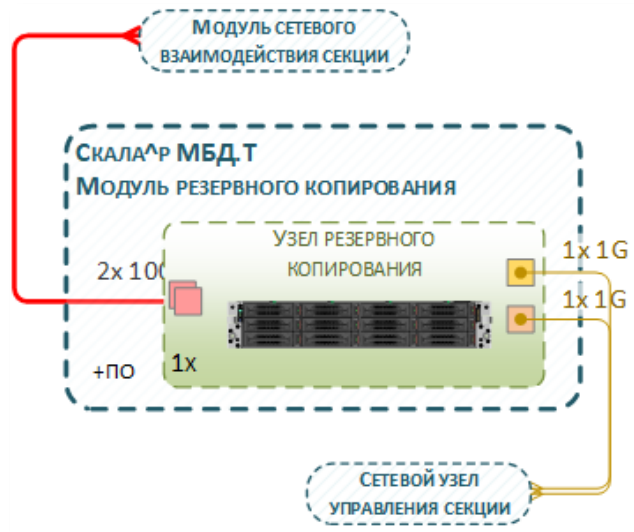 Модуль сетевого
взаимодействия секции
Скала^р МБД.Т
Модуль резервного копирования
Узел резервного
копирования
1x 1G
2x 100
1x 1G
+ПО
1x
Сетевой узел
управления секции